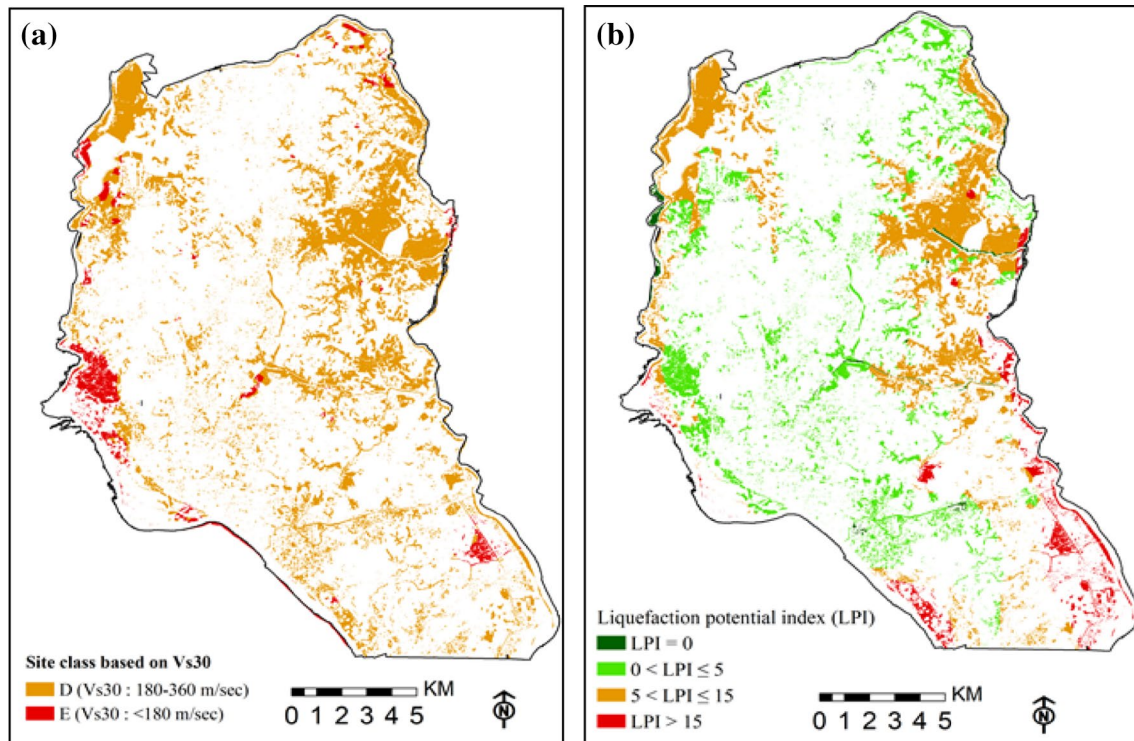 (a)
Site class based on Vs30
D (Vs30 : 180-360 m/sec)
E (Vs30 : <180 m/sec)
KM
0 1 2 3 4 5
N
(b)
Liquefaction potential index (LPI)
LPI = 0
0 < LPI ≤ 5
5 < LPI ≤ 15
LPI > 15
KM
0 1 2 3 4 5
N